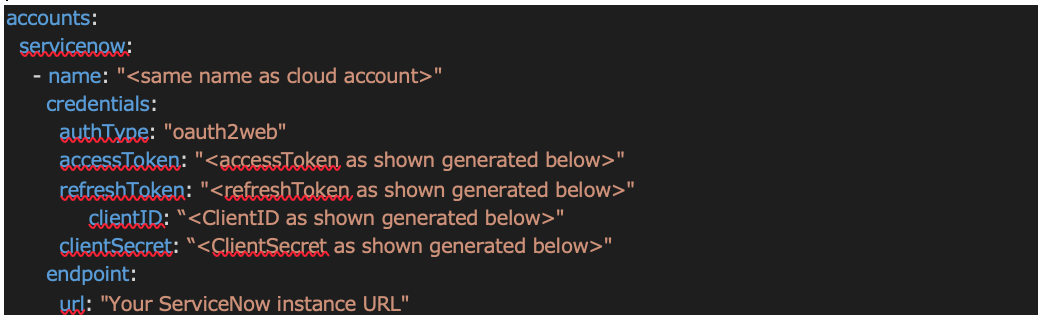 accounts:
servicenow:
- name: "<same name as cloud account>"
credentials:
authType: "oauth2web"
accessToken: "<accessToken as shown generated below>"
refreshToken: "<refreshToken as shown generated below>"
clientID: “<ClientID as shown generated below>"
clientSecret: “<ClientSecret as shown generated below>"
endpoint:
url: "Your ServiceNow instance URL"